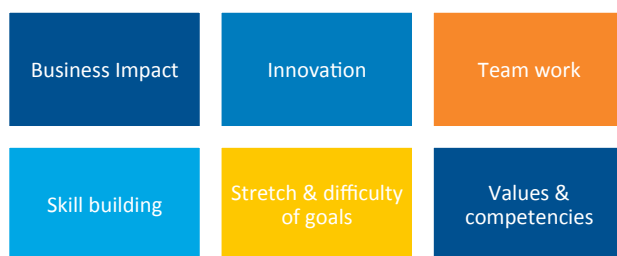 Business Impact
Innovation
Team work
Skill building
Stretch & difficulty
of goals
Values &
competencies